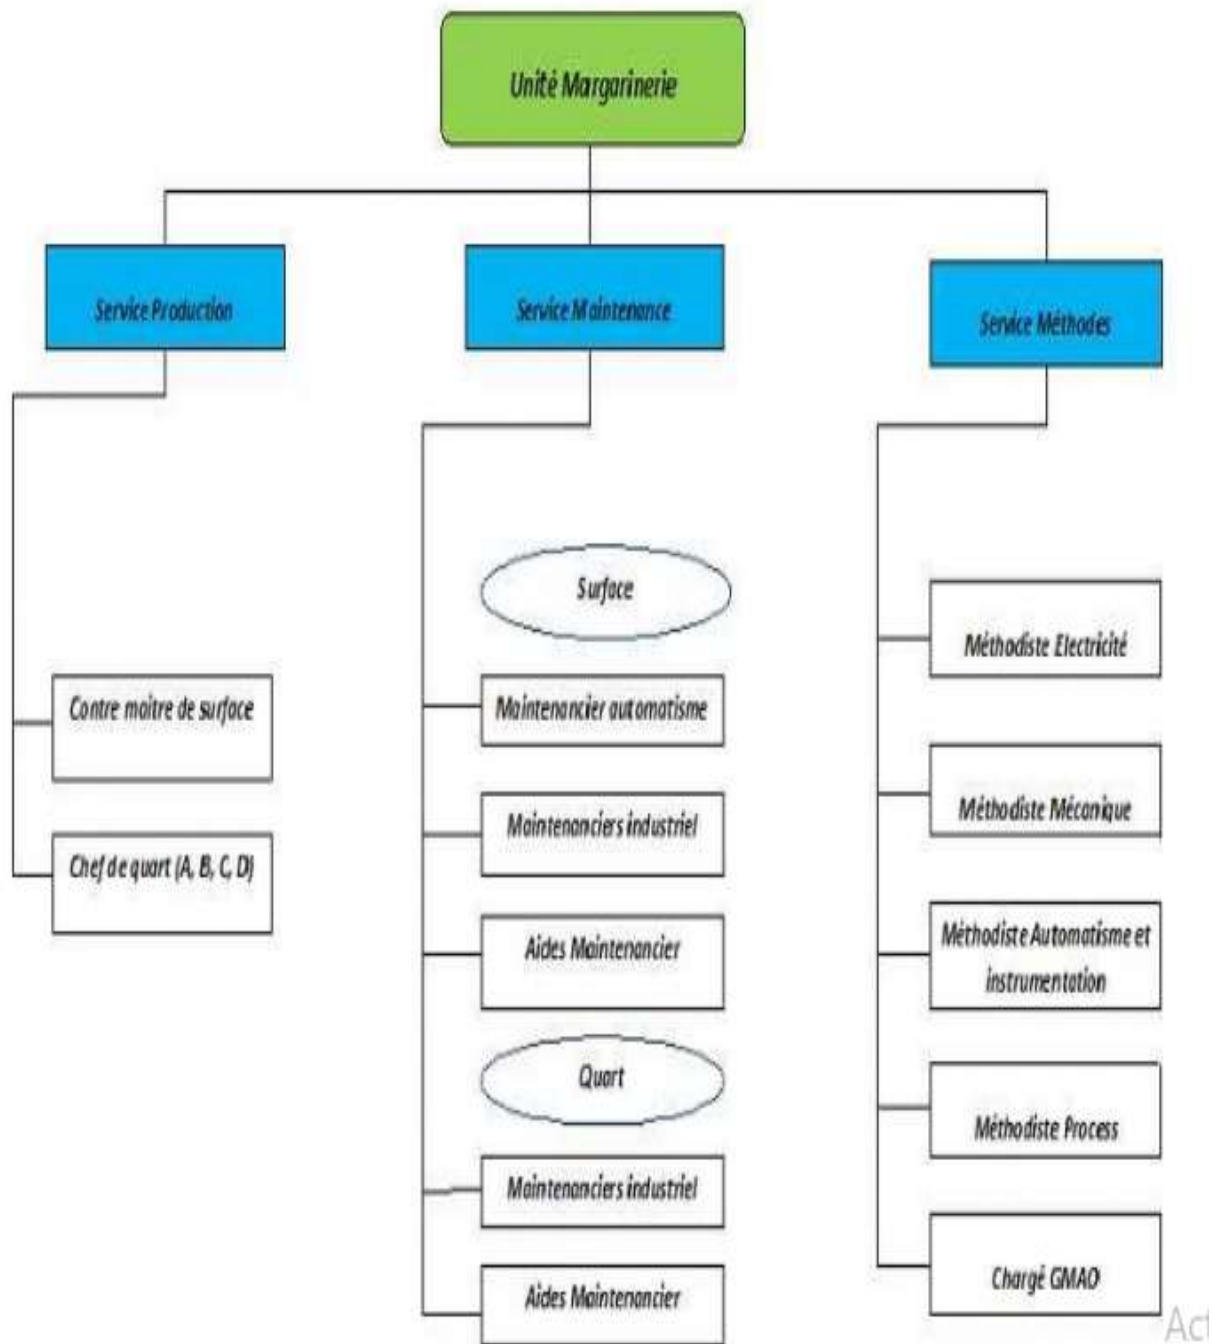 Unité Margarinerie
Service Production
Service Maintenance
Service Méthodes
Contre maitre de surface
Chef de quart (A, B, C, D)
Surface
Maintenancier automatisme
Maintenanciers industriel
Aides Maintenancier
Quart
Maintenanciers industriel
Aides Maintenancier
Méthodiste Electricité
Méthodiste Mécanique
Méthodiste Automatisme et
instrumentation
Méthodiste Process
Chargé GMAO
Act